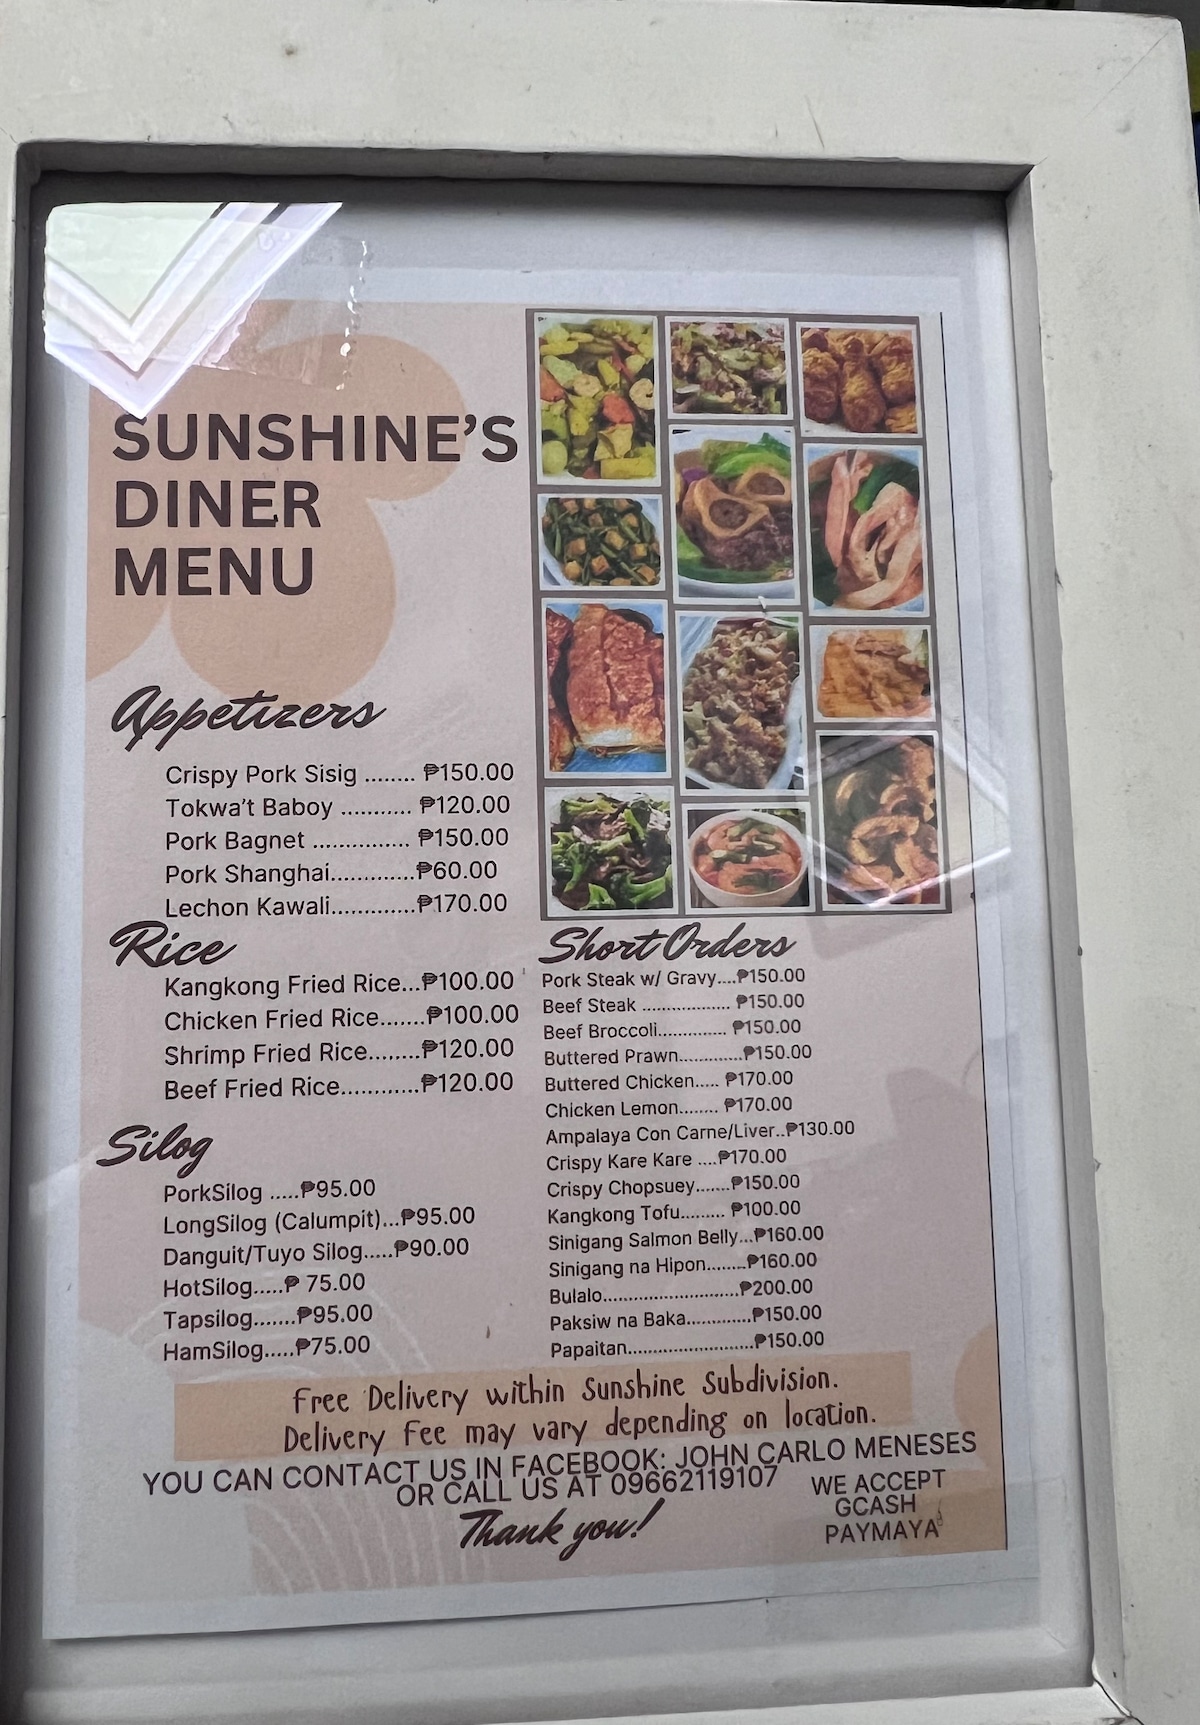 SUNSHINE'S
DINER
MENU
Appetizers
Crispy Pork Sisig ........ ₱150.00
Tokwa't Baboy ........... ₱120.00
Pork Bagnet ............... ₱150.00
Pork Shanghai.............₱60.00
Lechon Kawali.............₱170.00
Rice
Kangkong Fried Rice...₱100.00
Chicken Fried Rice.......₱100.00
Shrimp Fried Rice........₱120.00
Beef Fried Rice............₱120.00
Silog
PorkSilog .....₱95.00
LongSilog (Calumpit)...₱95.00
Danguit/Tuyo Silog.....₱90.00
HotSilog.....₱ 75.00
Tapsilog.......₱95.00
HamSilog.....₱75.00
Short Orders
Pork Steak w/ Gravy....₱150.00
Beef Steak .................. ₱150.00
Beef Broccoli.............. ₱150.00
Buttered Prawn.............₱150.00
Buttered Chicken..... ₱170.00
Chicken Lemon........ ₱170.00
Ampalaya Con Carne/Liver..₱130.00
Crispy Kare Kare ....₱170.00
Crispy Chopsuey.......₱150.00
Kangkong Tofu......... ₱100.00
Sinigang Salmon Belly...₱160.00
Sinigang na Hipon........₱160.00
Bulalo............................₱200.00
Paksiw na Baka.............₱150.00
Papaitan..........................₱150.00
Free Delivery within Sunshine Subdivision.
Delivery Fee may vary depending on location.
YOU CAN CONTACT US IN FACEBOOK: JOHN CARLO MENESES
OR CALL US AT 09662119107
WE ACCEPT
GCASH
PAYMAYA
Thank you!